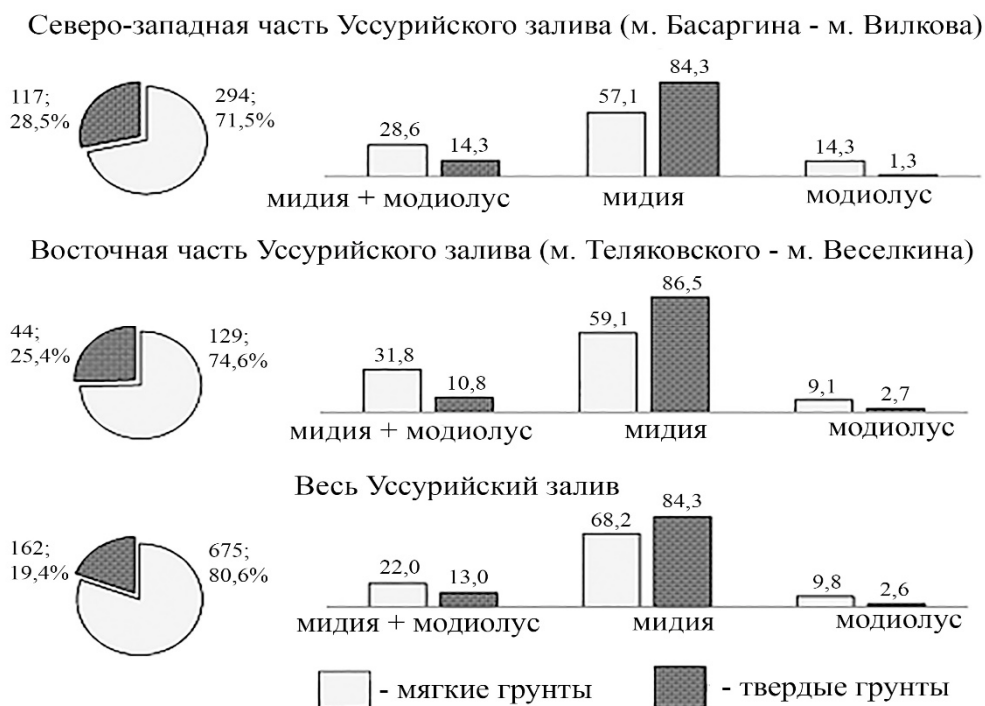 Северо-западная часть Уссурийского залива (м. Басаргина - м. Вилкова)
117;
28,5%
294;
71,5%
28,6
14,3
57,1
84,3
14,3
1,3
мидия + модиолус
мидия
модиолус
Восточная часть Уссурийского залива (м. Теляковского - м. Веселкина)
44;
25,4%
129;
74,6%
31,8
10,8
59,1
86,5
9,1
2,7
мидия + модиолус
мидия
модиолус
Весь Уссурийский залив
162;
19,4%
675;
80,6%
22,0
13,0
68,2
84,3
9,8
2,6
мидия + модиолус
мидия
модиолус
- мягкие грунты
- твердые грунты